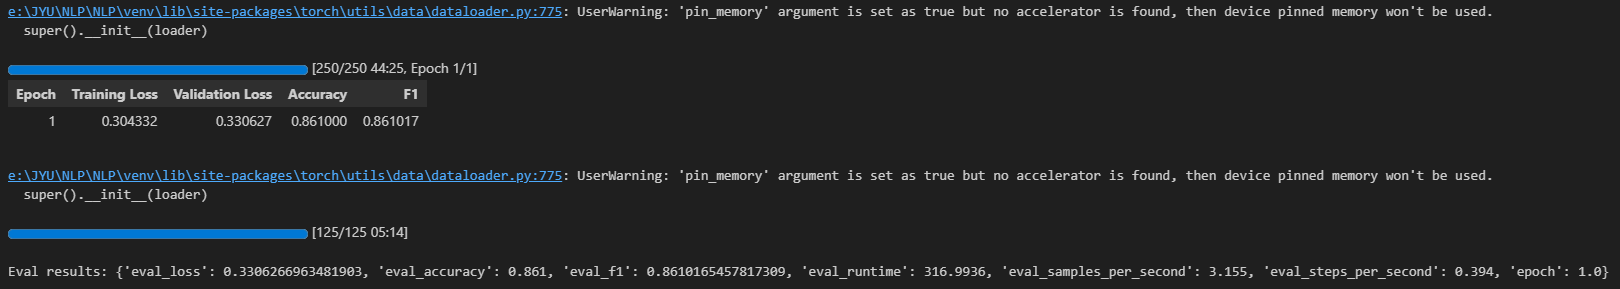 e:\JYU\NLP\NLP\venv\lib\site-packages\torch\utils\data\dataloader.py:775: UserWarning: 'pin_memory' argument is set as true but no accelerator is found, then device pinned memory won't be used.
  super().__init__(loader)
[250/250 44:25, Epoch 1/1]
Epoch Training Loss Validation Loss Accuracy F1
1 0.304332 0.330627 0.861000 0.861017
e:\JYU\NLP\NLP\venv\lib\site-packages\torch\utils\data\dataloader.py:775: UserWarning: 'pin_memory' argument is set as true but no accelerator is found, then device pinned memory won't be used.
  super().__init__(loader)
[125/125 05:14]
Eval results: {'eval_loss': 0.3306266963481903, 'eval_accuracy': 0.861, 'eval_f1': 0.8610165457817309, 'eval_runtime': 316.9936, 'eval_samples_per_second': 3.155, 'eval_steps_per_second': 0.394, 'epoch': 1.0}